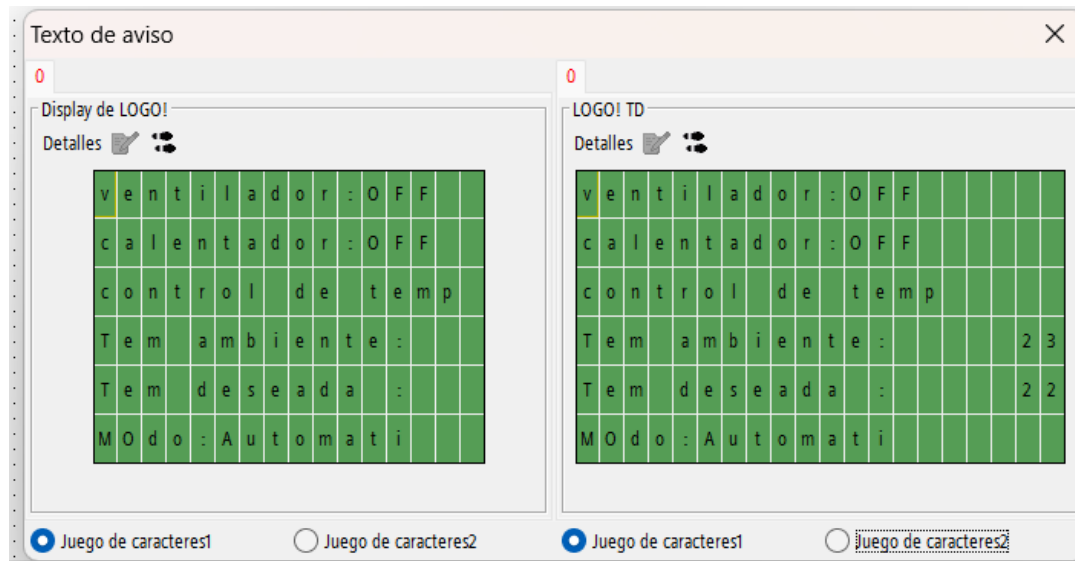 Texto de aviso
0
Display de LOGO!
Detalles
ventilador:OFF
calentador:OFF
control de temp
Tem ambiente:
Tem deseada :
MOdo:Automati
Juego de caracteres1
Juego de caracteres2
0
LOGO! TD
Detalles
ventilador:OFF
calentador:OFF
control de temp
Tem ambiente: 23
Tem deseada : 22
MOdo:Automati
Juego de caracteres1
Juego de caracteres2